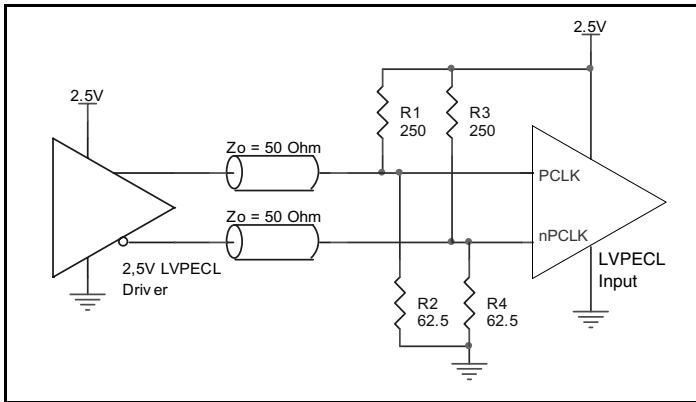 2.5V
2.5V
R1
250
R3
250
Zo = 50 Ohm
PCLK
Zo = 50 Ohm
nPCLK
2,5V LVPECL
Driver
LVPECL
Input
R2
62.5
R4
62.5